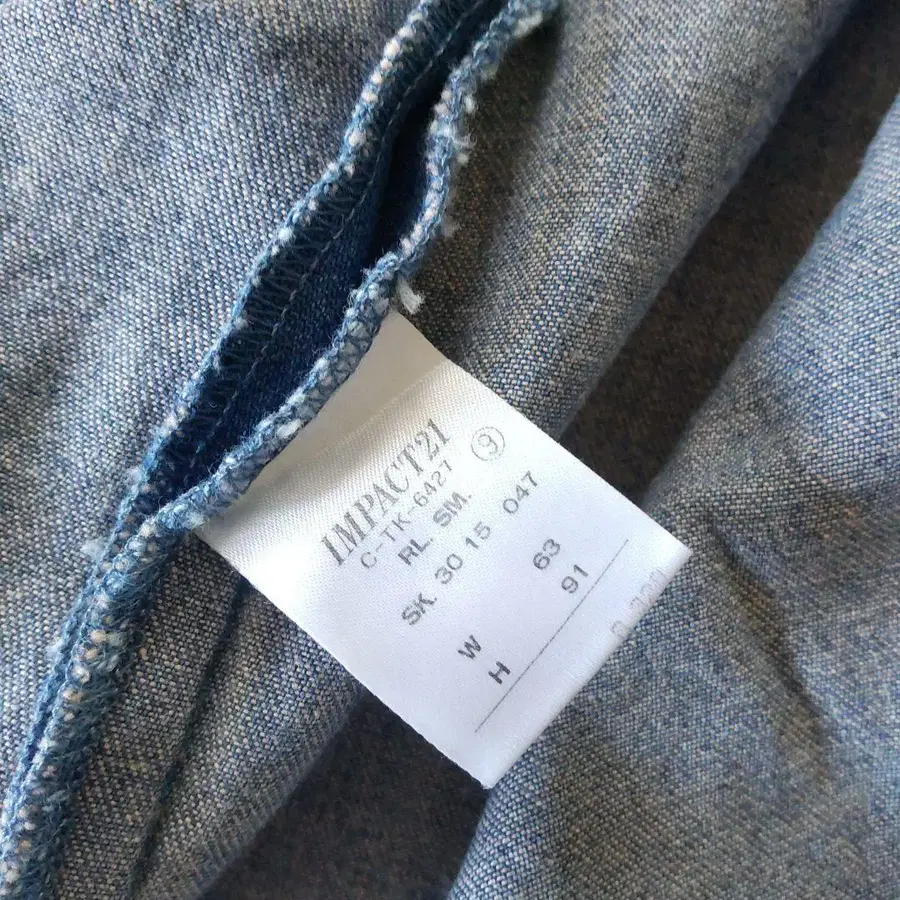 IMPACT21
C-TK-6427 ⑨
RL. SM.
SK. 30 15 047
W 63
H 91